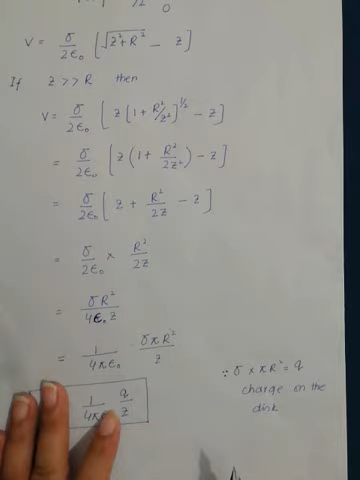 V = σ/2ε₀ [√(z²+R²) − z]
If z >> R then
V = σ/2ε₀ [z[1 + R²/z²]^1/2 − z]
= σ/2ε₀ [z(1 + R²/2z²) − z]
= σ/2ε₀ [z + R²/2z − z]
= σ/2ε₀ × R²/2z
= σR²/4ε₀z
= 1/4πε₀ · σπR²/z
∵ σ × πR² = q
charge on the
disk
1/4πε q/z